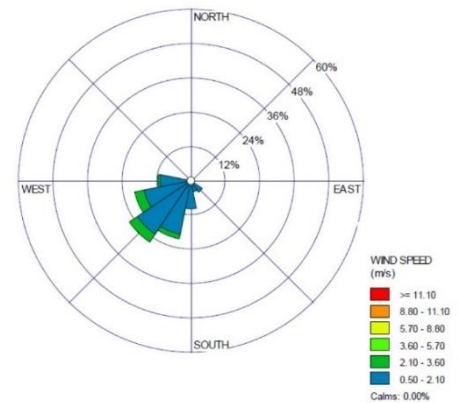 NORTH
60%
48%
36%
24%
12%
WEST
EAST
SOUTH
WIND SPEED
(m/s)
>= 11.10
8.80 - 11.10
5.70 - 8.80
3.60 - 5.70
2.10 - 3.60
0.50 - 2.10
Calms: 0.00%